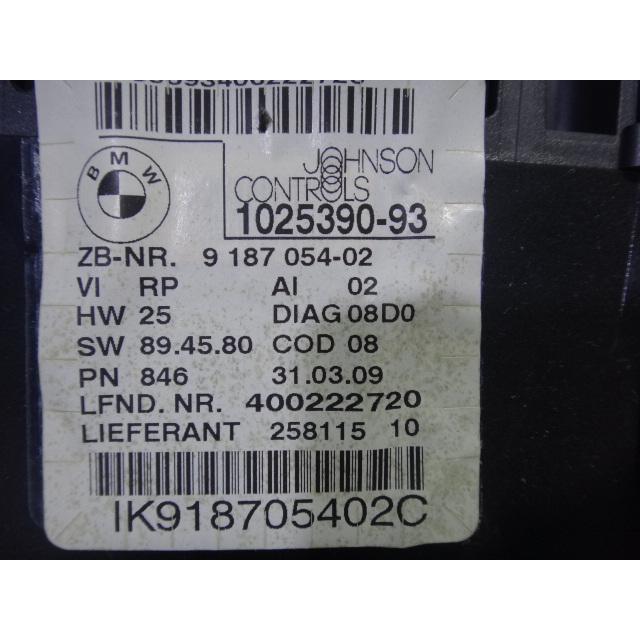 BMW
JOHNSON
CONTROLS
1025390-93
ZB-NR. 9 187 054-02
VI RP AI 02
HW 25 DIAG 08D0
SW 89.45.80 COD 08
PN 846 31.03.09
LFND. NR. 400222720
LIEFERANT 258115 10
IK918705402C